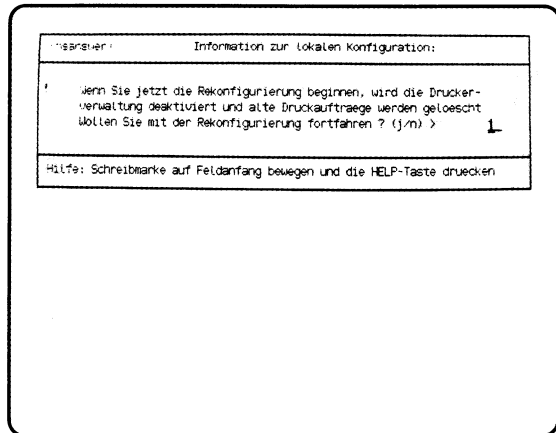 Information zur lokalen Konfiguration:
Wenn Sie jetzt die Rekonfigurierung beginnen, wird die Drucker-
verwaltung deaktiviert und alte Druckauftraege werden geloescht
Wollen Sie mit der Rekonfigurierung fortfahren ? (j/n) > 1
Hilfe: Schreibmarke auf Feldanfang bewegen und die HELP-Taste druecken